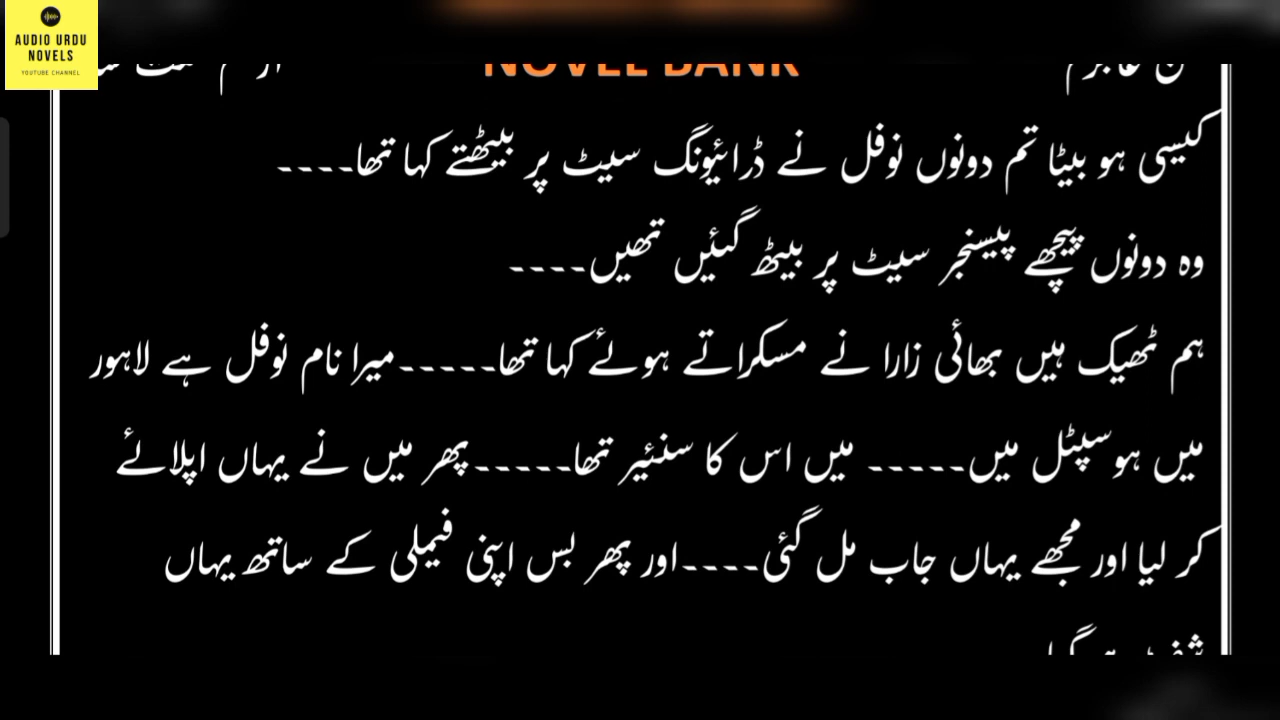 AUDIO URDU
NOVELS
YOUTUBE CHANNEL
NOVEL BANK
کیسی ہو بیٹا تم دونوں نوفل نے ڈرائیونگ سیٹ پر بیٹھتے کہا تھا۔۔۔۔
وہ دونوں پیچھے پیسنجر سیٹ پر بیٹھ گئیں تھیں۔۔۔۔
ہم ٹھیک ہیں بھائی زارا نے مسکراتے ہوئے کہا تھا۔۔۔۔۔میرا نام نوفل ہے لاہور
میں ہوسپٹل میں۔۔۔۔۔ میں اس کا سنئیر تھا۔۔۔۔۔پھر میں نے یہاں اپلائے
کر لیا اور مجھے یہاں جاب مل گئی۔۔۔۔اور پھر بس اپنی فیملی کے ساتھ یہاں